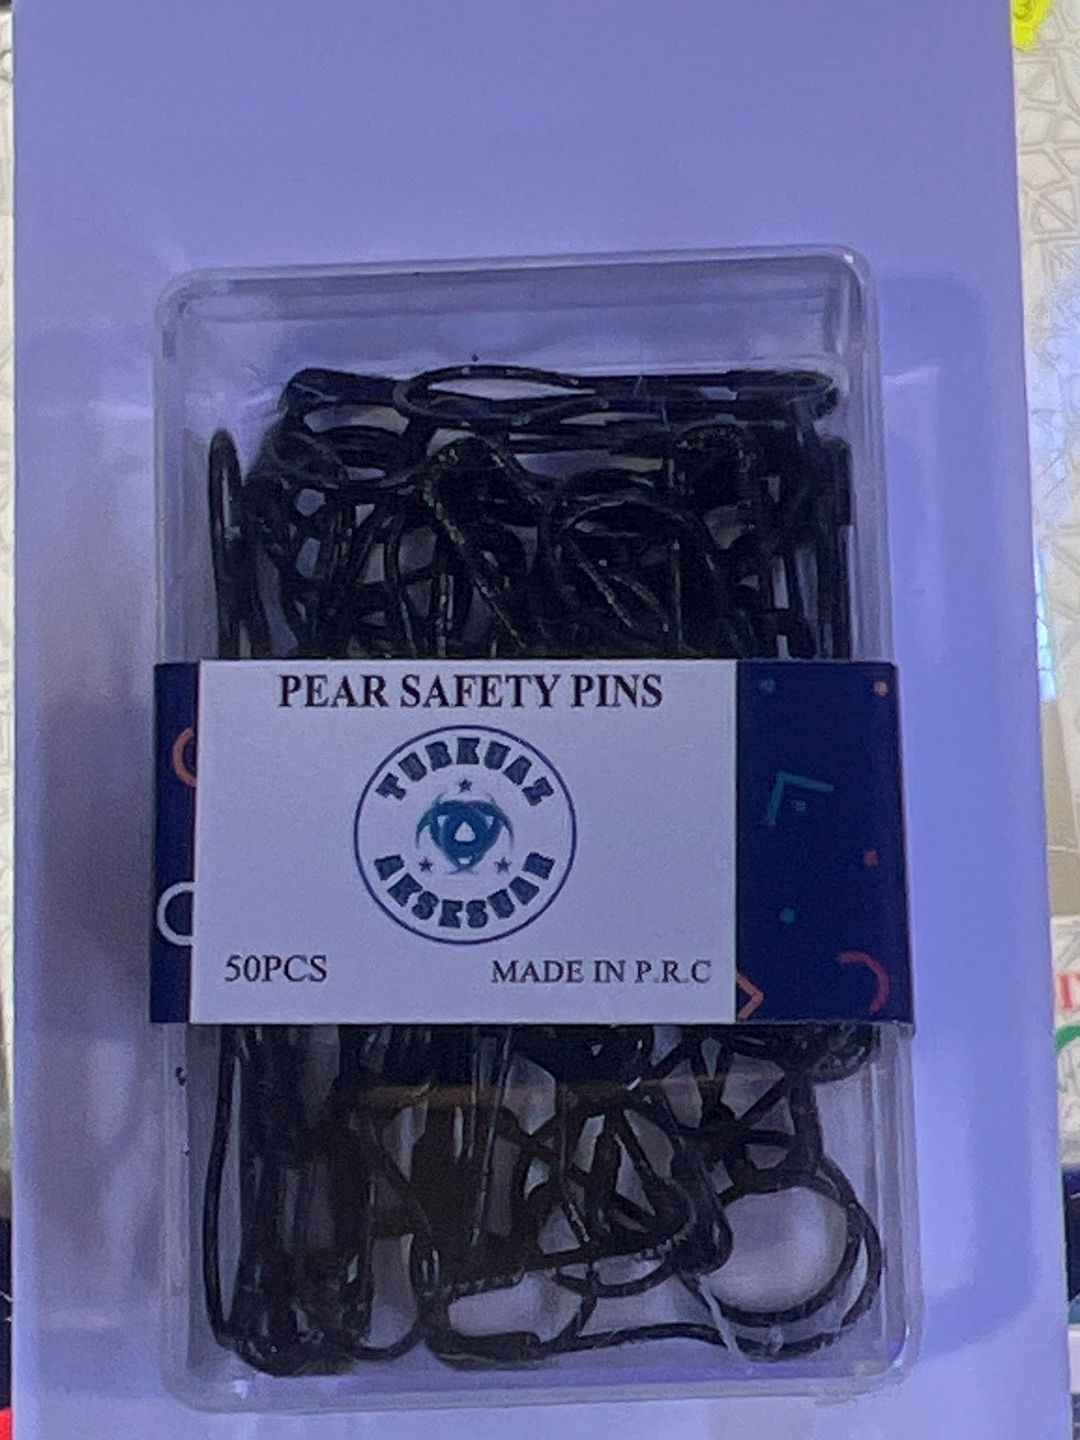 PEAR SAFETY PINS
TURKUAZ
AKSESUAR
50PCS
MADE IN P.R.C